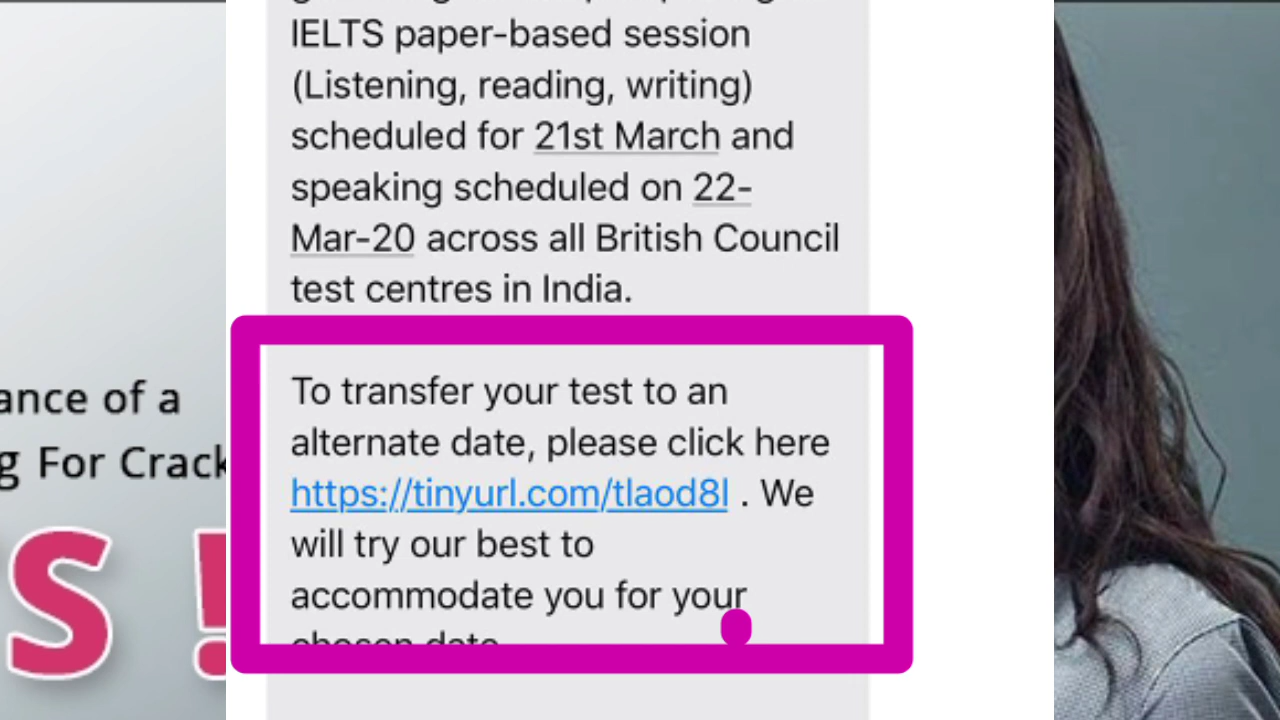 IELTS paper-based session
(Listening, reading, writing)
scheduled for 21st March and
speaking scheduled on 22-
Mar-20 across all British Council
test centres in India.
To transfer your test to an
alternate date, please click here
https://tinyurl.com/tlaod8l . We
will try our best to
accommodate you for your
chosen date
ance of a
g For Crack
S !